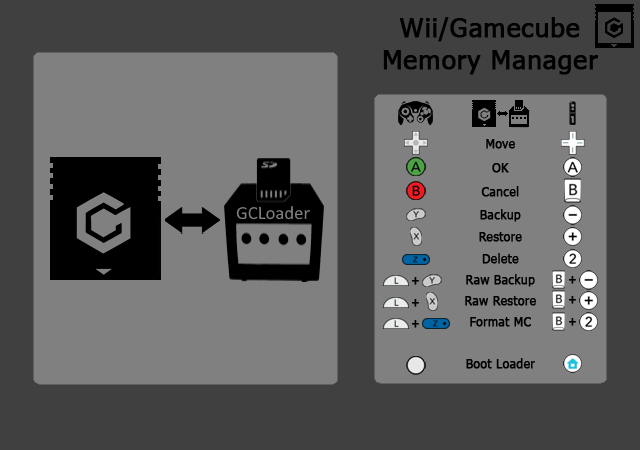 Wii/Gamecube
Memory Manager
SD
GCLoader
Move
A OK A
B Cancel B
Y Backup −
X Restore +
Z Delete 2
L + Y Raw Backup B + −
L + X Raw Restore B + +
L + Z Format MC B + 2
Boot Loader